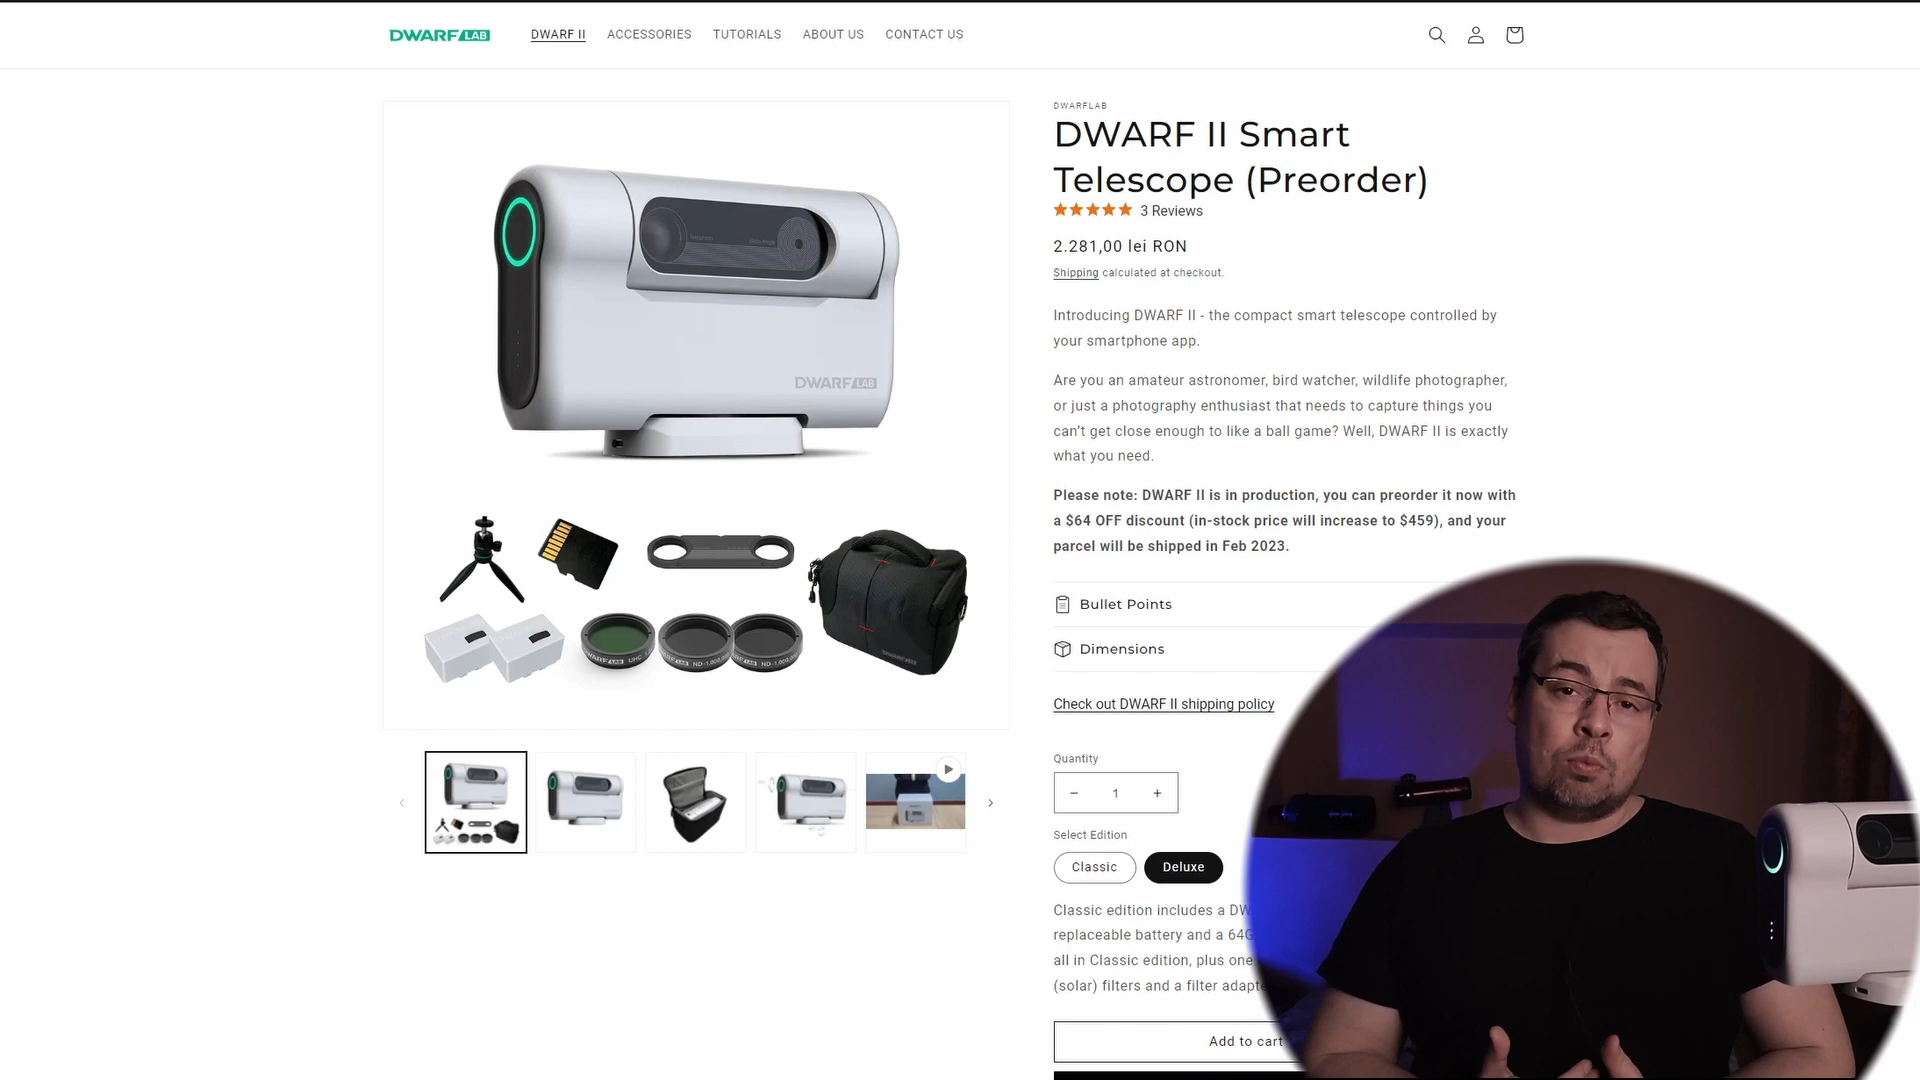 DWARFLAB
DWARF II
ACCESSORIES
TUTORIALS
ABOUT US
CONTACT US
DWARFLAB
DWARFLAB
DWARF II Smart
Telescope (Preorder)
3 Reviews
2.281,00 lei RON
Shipping calculated at checkout.
Introducing DWARF II - the compact smart telescope controlled by
your smartphone app.
Are you an amateur astronomer, bird watcher, wildlife photographer,
or just a photography enthusiast that needs to capture things you
can’t get close enough to like a ball game? Well, DWARF II is exactly
what you need.
Please note: DWARF II is in production, you can preorder it now with
a $64 OFF discount (in-stock price will increase to $459), and your
parcel will be shipped in Feb 2023.
Bullet Points
Dimensions
Check out DWARF II shipping policy
Quantity
− 1 +
Select Edition
Classic
Deluxe
Classic edition includes a DW
replaceable battery and a 64G
all in Classic edition, plus one
(solar) filters and a filter adapte
Add to cart